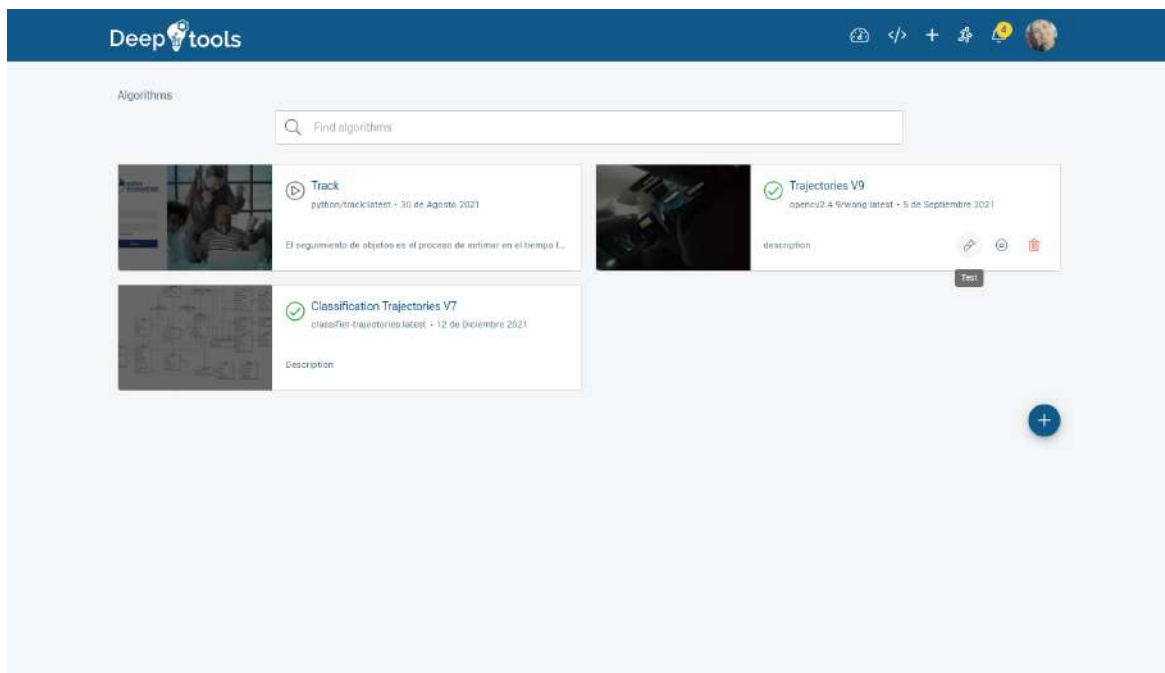 Deep tools
</>
4
Algorithms
Find algorithms
Track
python/track:latest • 30 de Agosto 2021
El seguimiento de objetos es el proceso de estimar en el tiempo l...
Trajectories V9
opencv2.4.9/wang:latest • 5 de Septiembre 2021
description
Test
Classification Trajectories V7
classifier-trajectories:latest • 12 de Diciembre 2021
Description